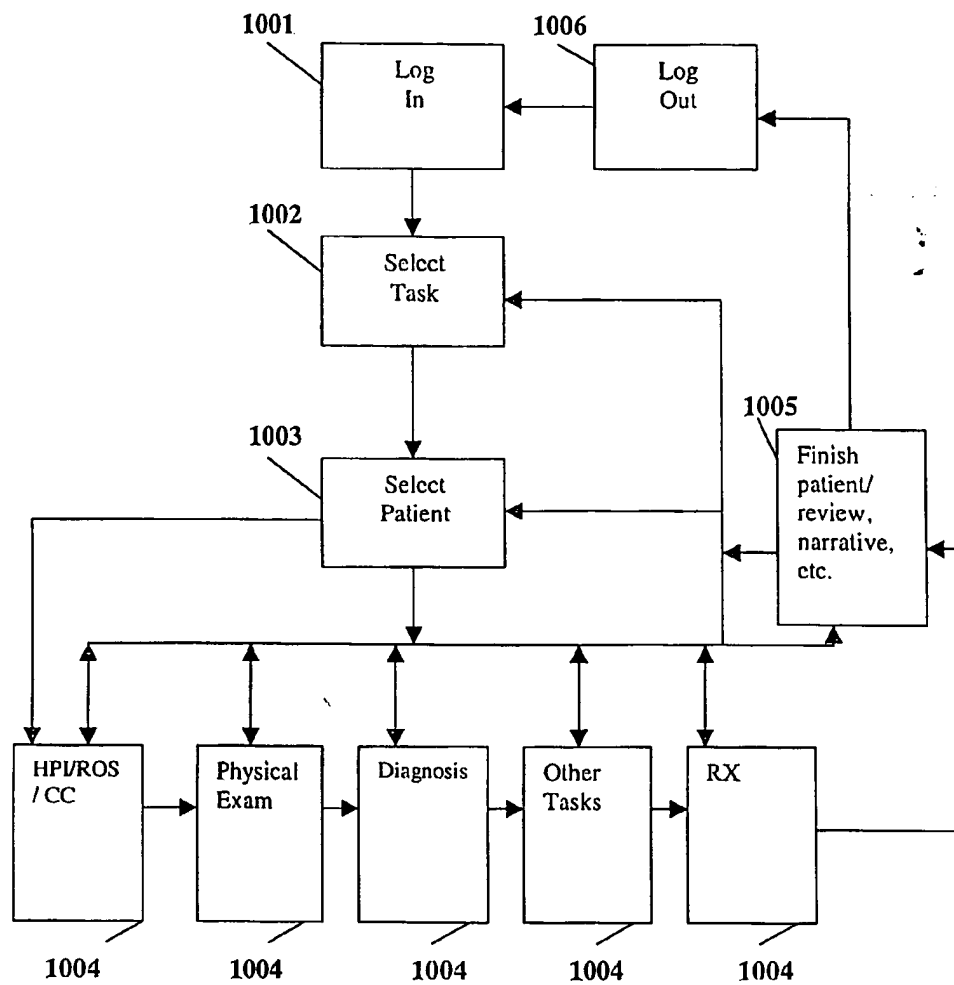 1001
Log
In
1006
Log
Out
1002
Select
Task
1003
Select
Patient
1005
Finish
patient/
review,
narrative,
etc.
HPI/ROS
/ CC
Physical
Exam
Diagnosis
Other
Tasks
RX
1004
1004
1004
1004
1004